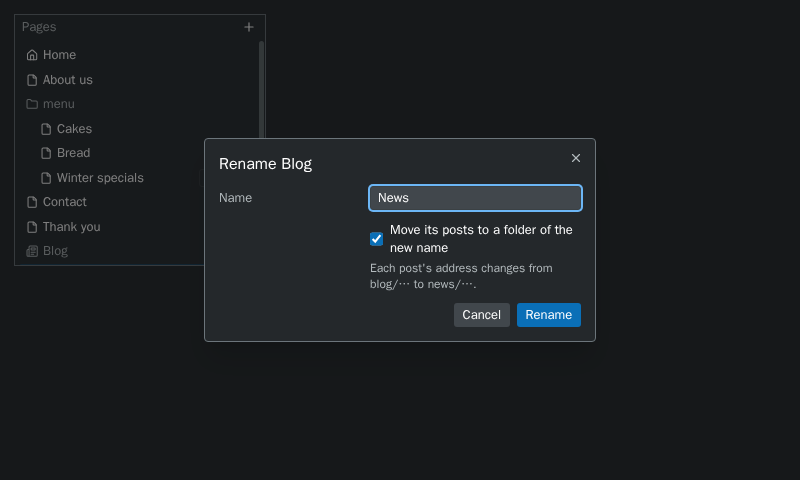 Pages
Home
About us
menu
Cakes
Bread
Winter specials
Contact
Thank you
Blog
Rename Blog
Name
News
Move its posts to a folder of the
new name
Each post's address changes from
blog/⋯ to news/⋯.
Cancel
Rename